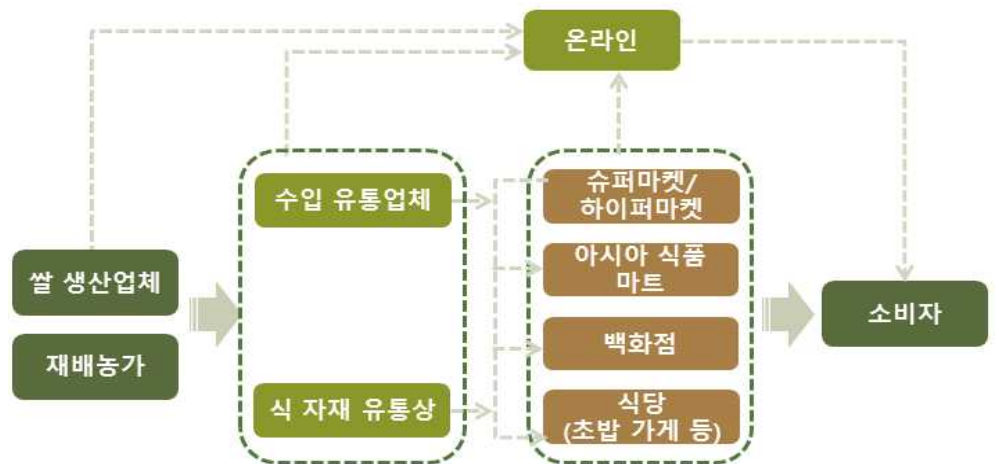 온라인
수입 유통업체
슈퍼마켓/
하이퍼마켓
쌀 생산업체
아시아 식품
마트
소비자
재배농가
백화점
식 자재 유통상
식당
(초밥 가게 등)